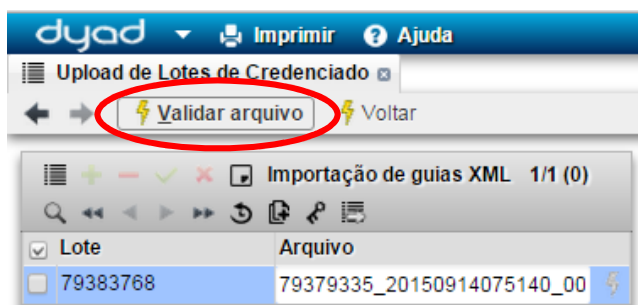 dyad Imprimir Ajuda
Upload de Lotes de Credenciado
Validar arquivo Voltar
Importação de guias XML 1/1 (0)
Lote Arquivo
79383768 79379335_20150914075140_00